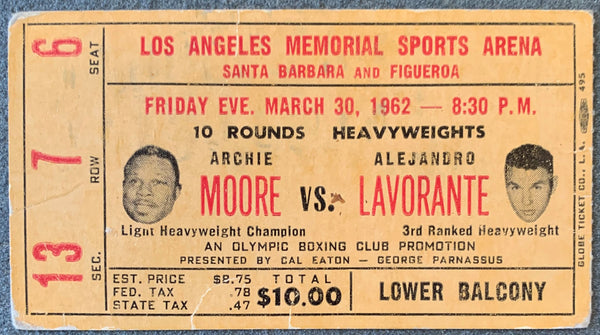 6 SEAT
7 ROW
13 SEC.
LOS ANGELES MEMORIAL SPORTS ARENA
SANTA BARBARA AND FIGUEROA
FRIDAY EVE. MARCH 30, 1962 — 8:30 P.M.
10 ROUNDS HEAVYWEIGHTS
ARCHIE ALEJANDRO
MOORE VS. LAVORANTE
Light Heavyweight Champion 3rd Ranked Heavyweight
AN OLYMPIC BOXING CLUB PROMOTION
PRESENTED BY CAL EATON - GEORGE PARNASSUS
EST. PRICE $8.75 TOTAL
FED. TAX .78 $10.00
STATE TAX .47
LOWER BALCONY
GLOBE TICKET CO., L. A. 495